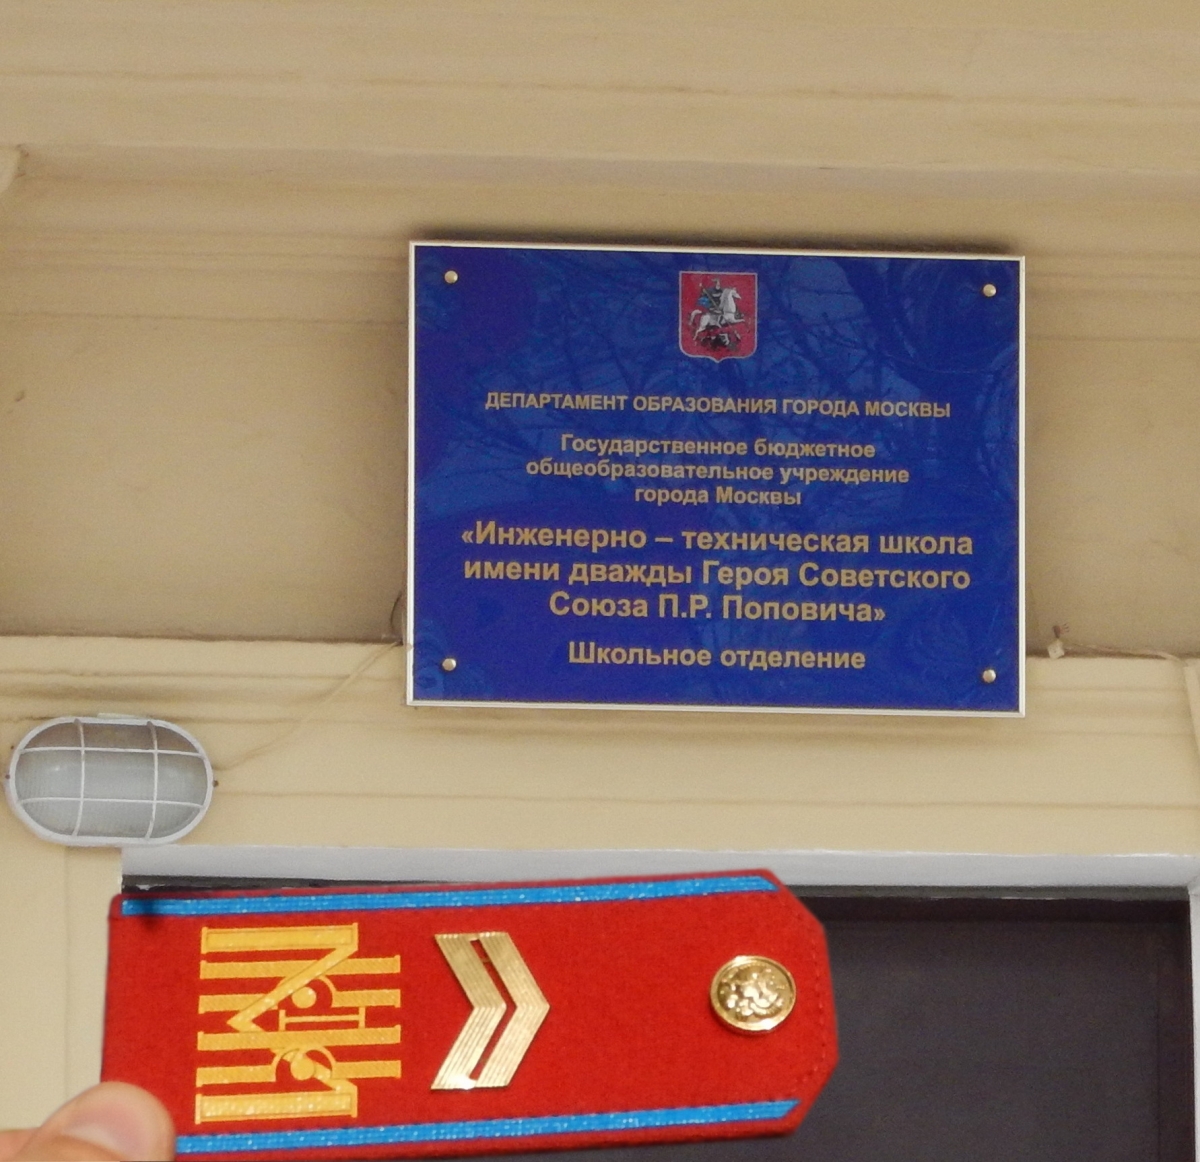 ДЕПАРТАМЕНТ ОБРАЗОВАНИЯ ГОРОДА МОСКВЫ
Государственное бюджетное
общеобразовательное учреждение
города Москвы
«Инженерно – техническая школа
имени дважды Героя Советского
Союза П.Р. Поповича»
Школьное отделение